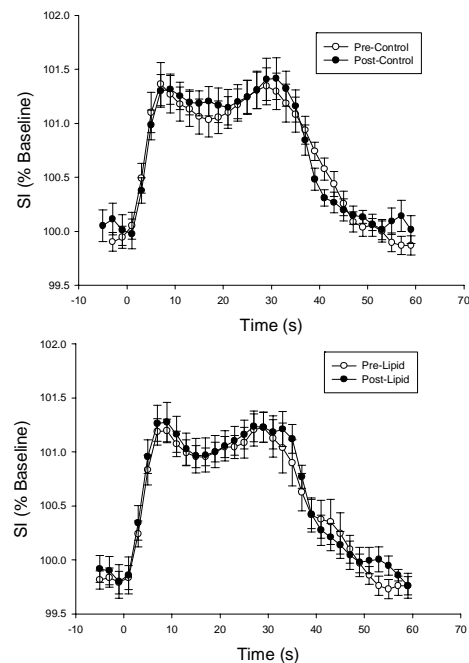 102.0
101.5
101.0
100.5
100.0
99.5
SI (% Baseline)
Pre-Control
Post-Control
-10 0 10 20 30 40 50 60 70
Time (s)
102.0
101.5
101.0
100.5
100.0
99.5
SI (% Baseline)
Pre-Lipid
Post-Lipid
-10 0 10 20 30 40 50 60 70
Time (s)